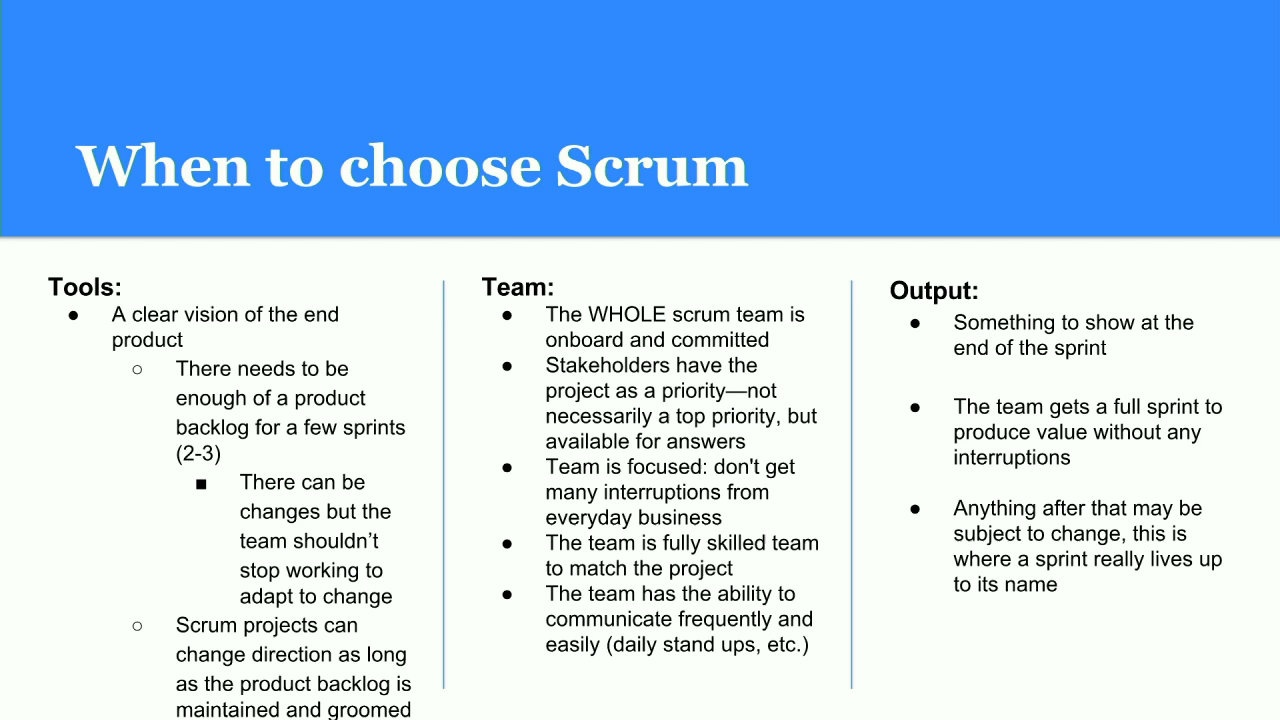 When to choose Scrum
Tools:
● A clear vision of the end
product
○ There needs to be
enough of a product
backlog for a few sprints
(2-3)
■ There can be
changes but the
team shouldn’t
stop working to
adapt to change
○ Scrum projects can
change direction as long
as the product backlog is
maintained and groomed
Team:
● The WHOLE scrum team is
onboard and committed
● Stakeholders have the
project as a priority—not
necessarily a top priority, but
available for answers
● Team is focused: don't get
many interruptions from
everyday business
● The team is fully skilled team
to match the project
● The team has the ability to
communicate frequently and
easily (daily stand ups, etc.)
Output:
● Something to show at the
end of the sprint
● The team gets a full sprint to
produce value without any
interruptions
● Anything after that may be
subject to change, this is
where a sprint really lives up
to its name